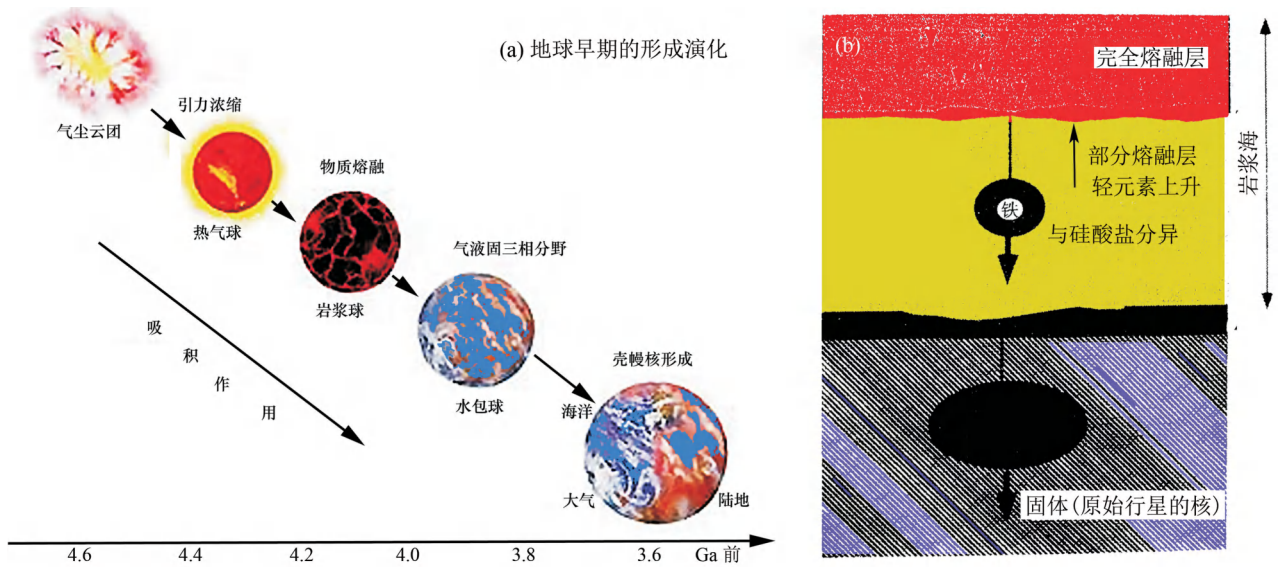 (a) 地球早期的形成演化
气尘云团
引力浓缩
热气球
物质熔融
岩浆球
气液固三相分野
水包球
壳幔核形成
海洋
大气
陆地
吸积作用
4.6 4.4 4.2 4.0 3.8 3.6 Ga 前
(b)
完全熔融层
部分熔融层
轻元素上升
铁
与硅酸盐分异
岩浆海
固体(原始行星的核)